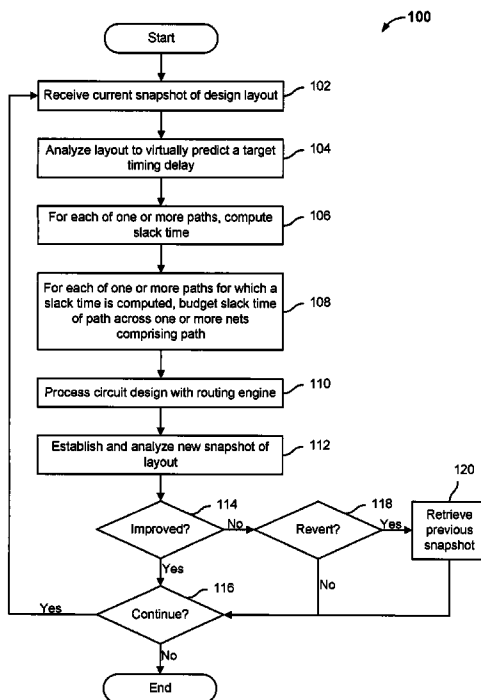 100
Start
Receive current snapshot of design layout
102
Analyze layout to virtually predict a target
timing delay
104
For each of one or more paths, compute
slack time
106
For each of one or more paths for which a
slack time is computed, budget slack time
of path across one or more nets
comprising path
108
Process circuit design with routing engine
110
Establish and analyze new snapshot of
layout
112
Improved?
114
No
Revert?
118
Yes
Retrieve
previous
snapshot
120
Yes
No
Continue?
116
Yes
No
End